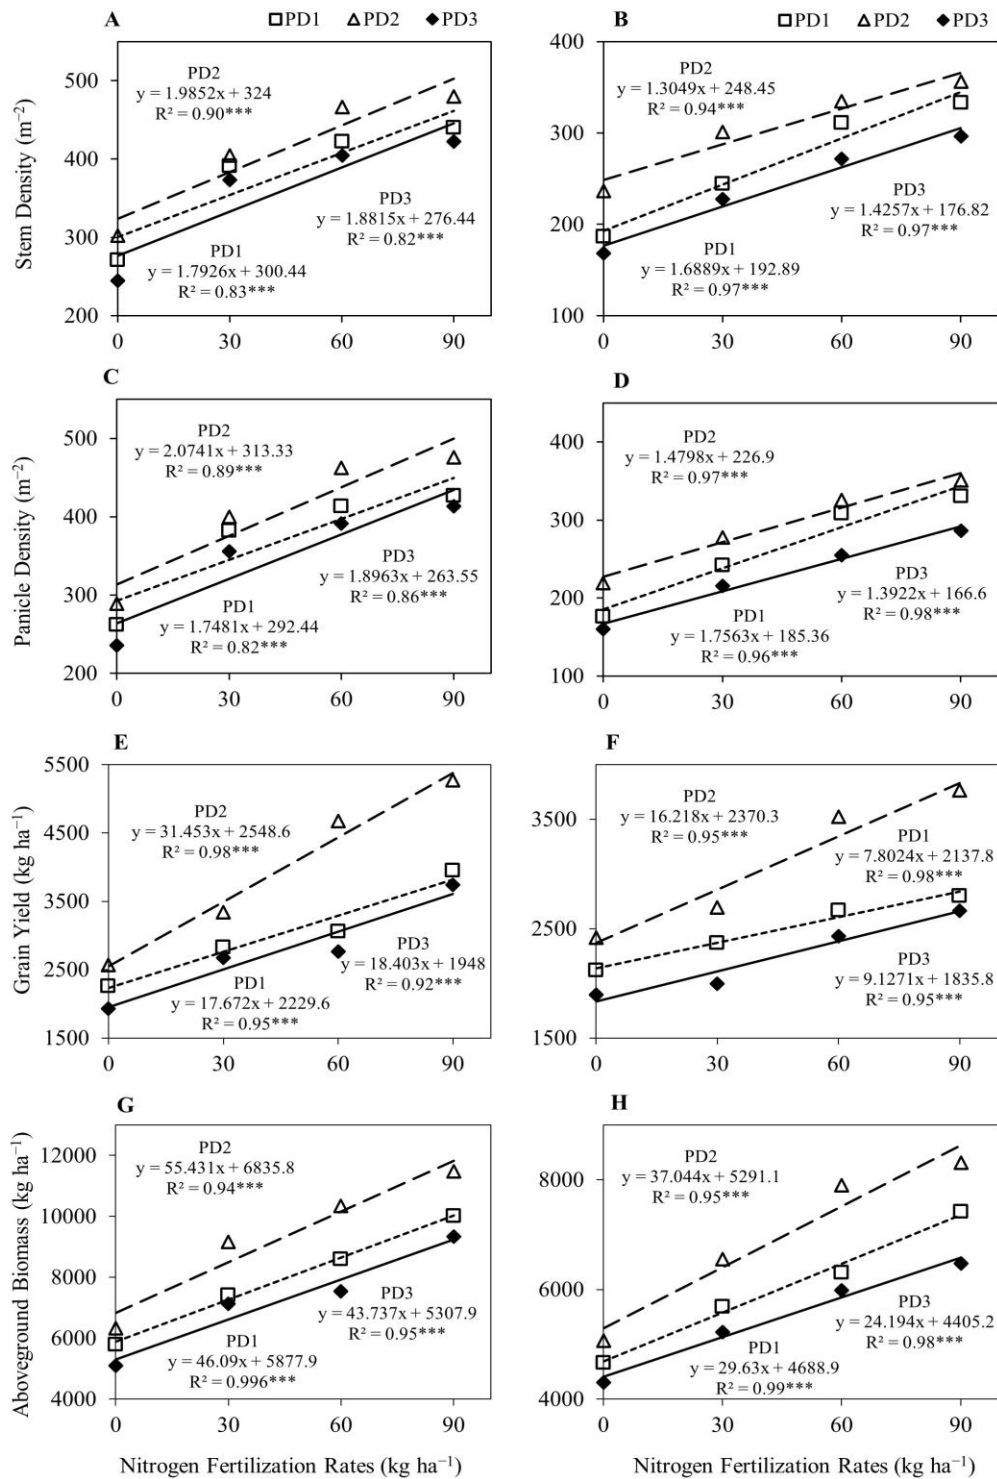 A
□PD1 △PD2 ◆PD3
B
□PD1 △PD2 ◆PD3
Stem Density (m⁻²)
500
400
300
200
PD2
y = 1.9852x + 324
R² = 0.90***
PD3
y = 1.8815x + 276.44
R² = 0.82***
PD1
y = 1.7926x + 300.44
R² = 0.83***
0 30 60 90
400
300
200
100
PD2
y = 1.3049x + 248.45
R² = 0.94***
PD3
y = 1.4257x + 176.82
R² = 0.97***
PD1
y = 1.6889x + 192.89
R² = 0.97***
0 30 60 90
C
D
Panicle Density (m⁻²)
500
400
300
200
PD2
y = 2.0741x + 313.33
R² = 0.89***
PD3
y = 1.8963x + 263.55
R² = 0.86***
PD1
y = 1.7481x + 292.44
R² = 0.82***
0 30 60 90
400
300
200
100
PD2
y = 1.4798x + 226.9
R² = 0.97***
PD3
y = 1.3922x + 166.6
R² = 0.98***
PD1
y = 1.7563x + 185.36
R² = 0.96***
0 30 60 90
E
F
Grain Yield (kg ha⁻¹)
5500
4500
3500
2500
1500
PD2
y = 31.453x + 2548.6
R² = 0.98***
PD3
y = 18.403x + 1948
R² = 0.92***
PD1
y = 17.672x + 2229.6
R² = 0.95***
0 30 60 90
3500
2500
1500
PD2
y = 16.218x + 2370.3
R² = 0.95***
PD1
y = 7.8024x + 2137.8
R² = 0.98***
PD3
y = 9.1271x + 1835.8
R² = 0.95***
0 30 60 90
G
H
Aboveground Biomass (kg ha⁻¹)
12000
10000
8000
6000
4000
PD2
y = 55.431x + 6835.8
R² = 0.94***
PD3
y = 43.737x + 5307.9
R² = 0.95***
PD1
y = 46.09x + 5877.9
R² = 0.996***
0 30 60 90
8000
6000
4000
PD2
y = 37.044x + 5291.1
R² = 0.95***
PD3
y = 24.194x + 4405.2
R² = 0.98***
PD1
y = 29.63x + 4688.9
R² = 0.99***
0 30 60 90
Nitrogen Fertilization Rates (kg ha⁻¹)
Nitrogen Fertilization Rates (kg ha⁻¹)